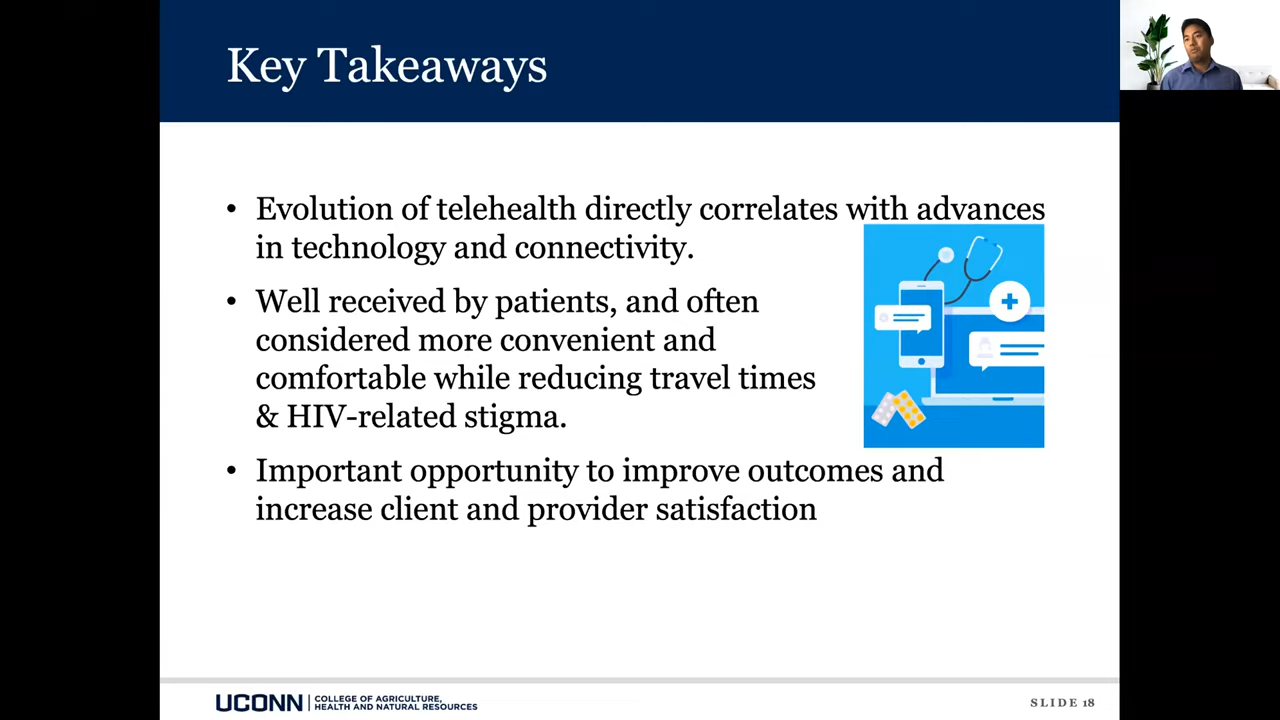 Key Takeaways
• Evolution of telehealth directly correlates with advances
in technology and connectivity.
• Well received by patients, and often
considered more convenient and
comfortable while reducing travel times
& HIV-related stigma.
• Important opportunity to improve outcomes and
increase client and provider satisfaction
UCONN
COLLEGE OF AGRICULTURE,
HEALTH AND NATURAL RESOURCES
SLIDE 18